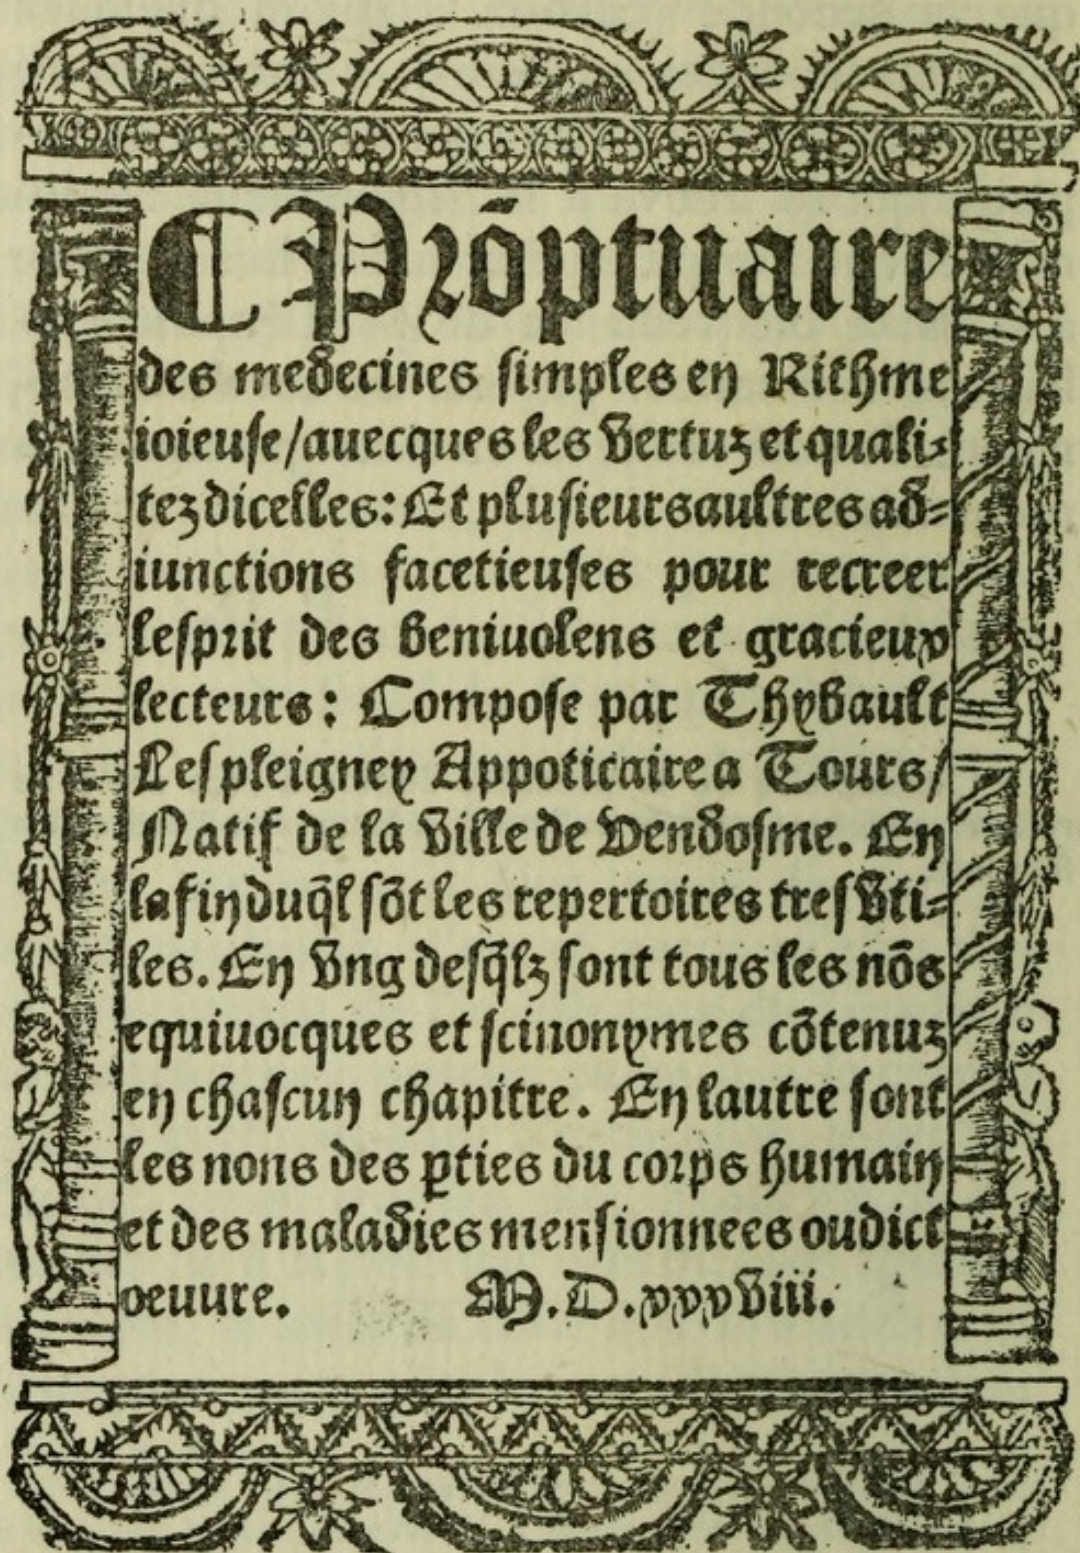 ¶ Prõptuaire
des medecines simples en Rithme
ioieuse/auecques les vertuz et quali-
tez dicelles: Et plusieurs aultres ad-
iunctions facetieuses pour recreer
lesprit des beniuolens et gracieux
lecteurs: Compose par Thybault
Lespleigney Appoticaire a Tours/
Natif de la Ville de Vendosme. En
la fin duq̃l sõt les repertoires tres vti-
les. En vng desq̃lz sont tous les nõs
equiuocques et scinonymes cõtenuz
en chascun chapitre. En lautre sont
les nons des ꝑties du corps humain
et des maladies mensionnees oudict
oeuure. M.D.xxxviii.